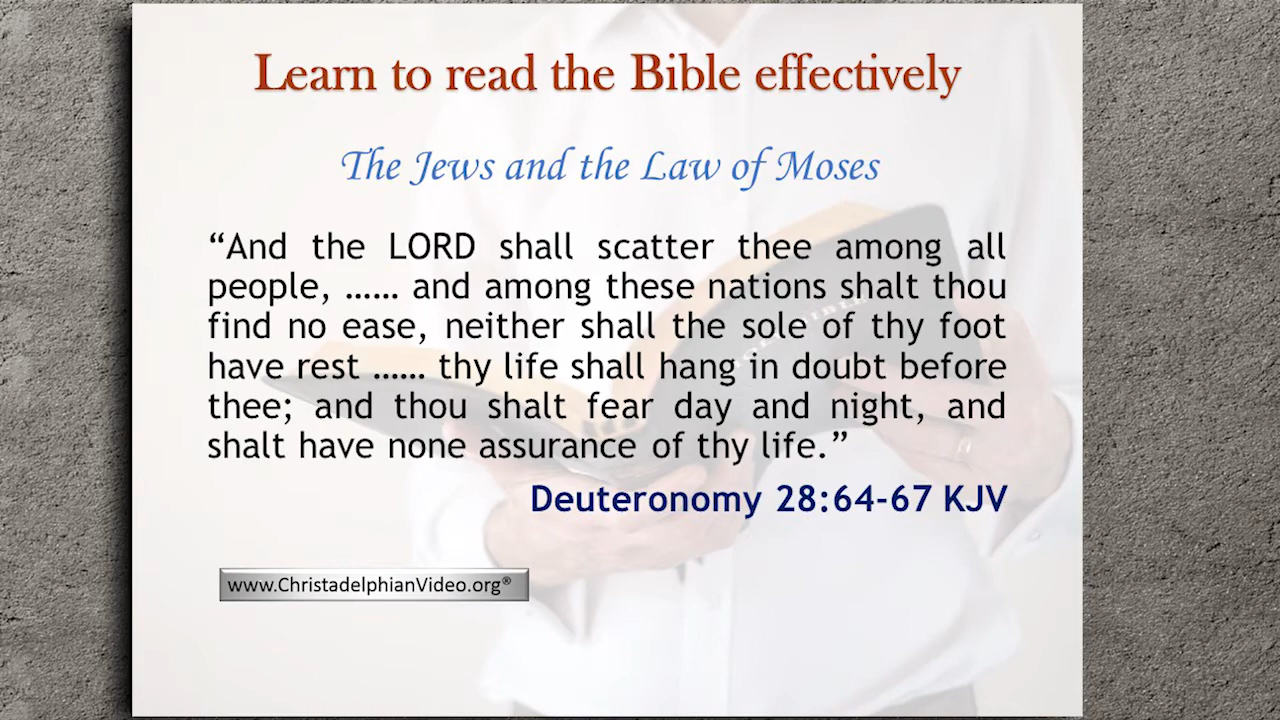 Learn to read the Bible effectively
The Jews and the Law of Moses
“And the LORD shall scatter thee among all
people, …… and among these nations shalt thou
find no ease, neither shall the sole of thy foot
have rest …… thy life shall hang in doubt before
thee; and thou shalt fear day and night, and
shalt have none assurance of thy life.”
Deuteronomy 28:64-67 KJV
www.ChristadelphianVideo.org®